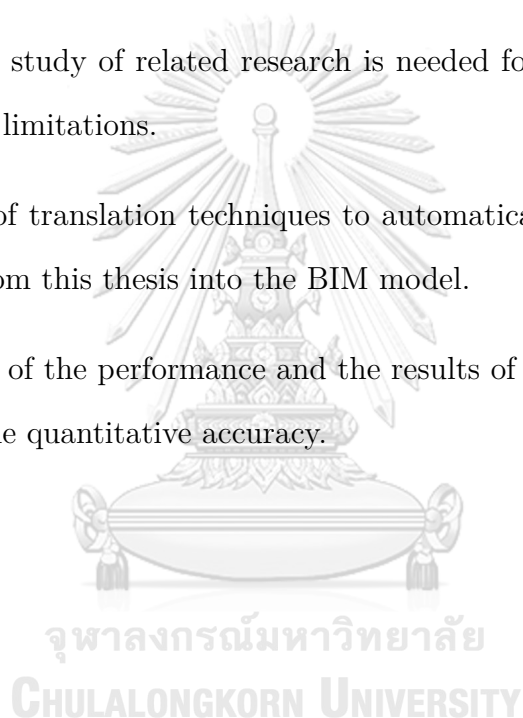 study of related research is needed fo
limitations.
of translation techniques to automatica
om this thesis into the BIM model.
of the performance and the results of
e quantitative accuracy.
จุฬาลงกรณ์มหาวิทยาลัย
CHULALONGKORN UNIVERSITY